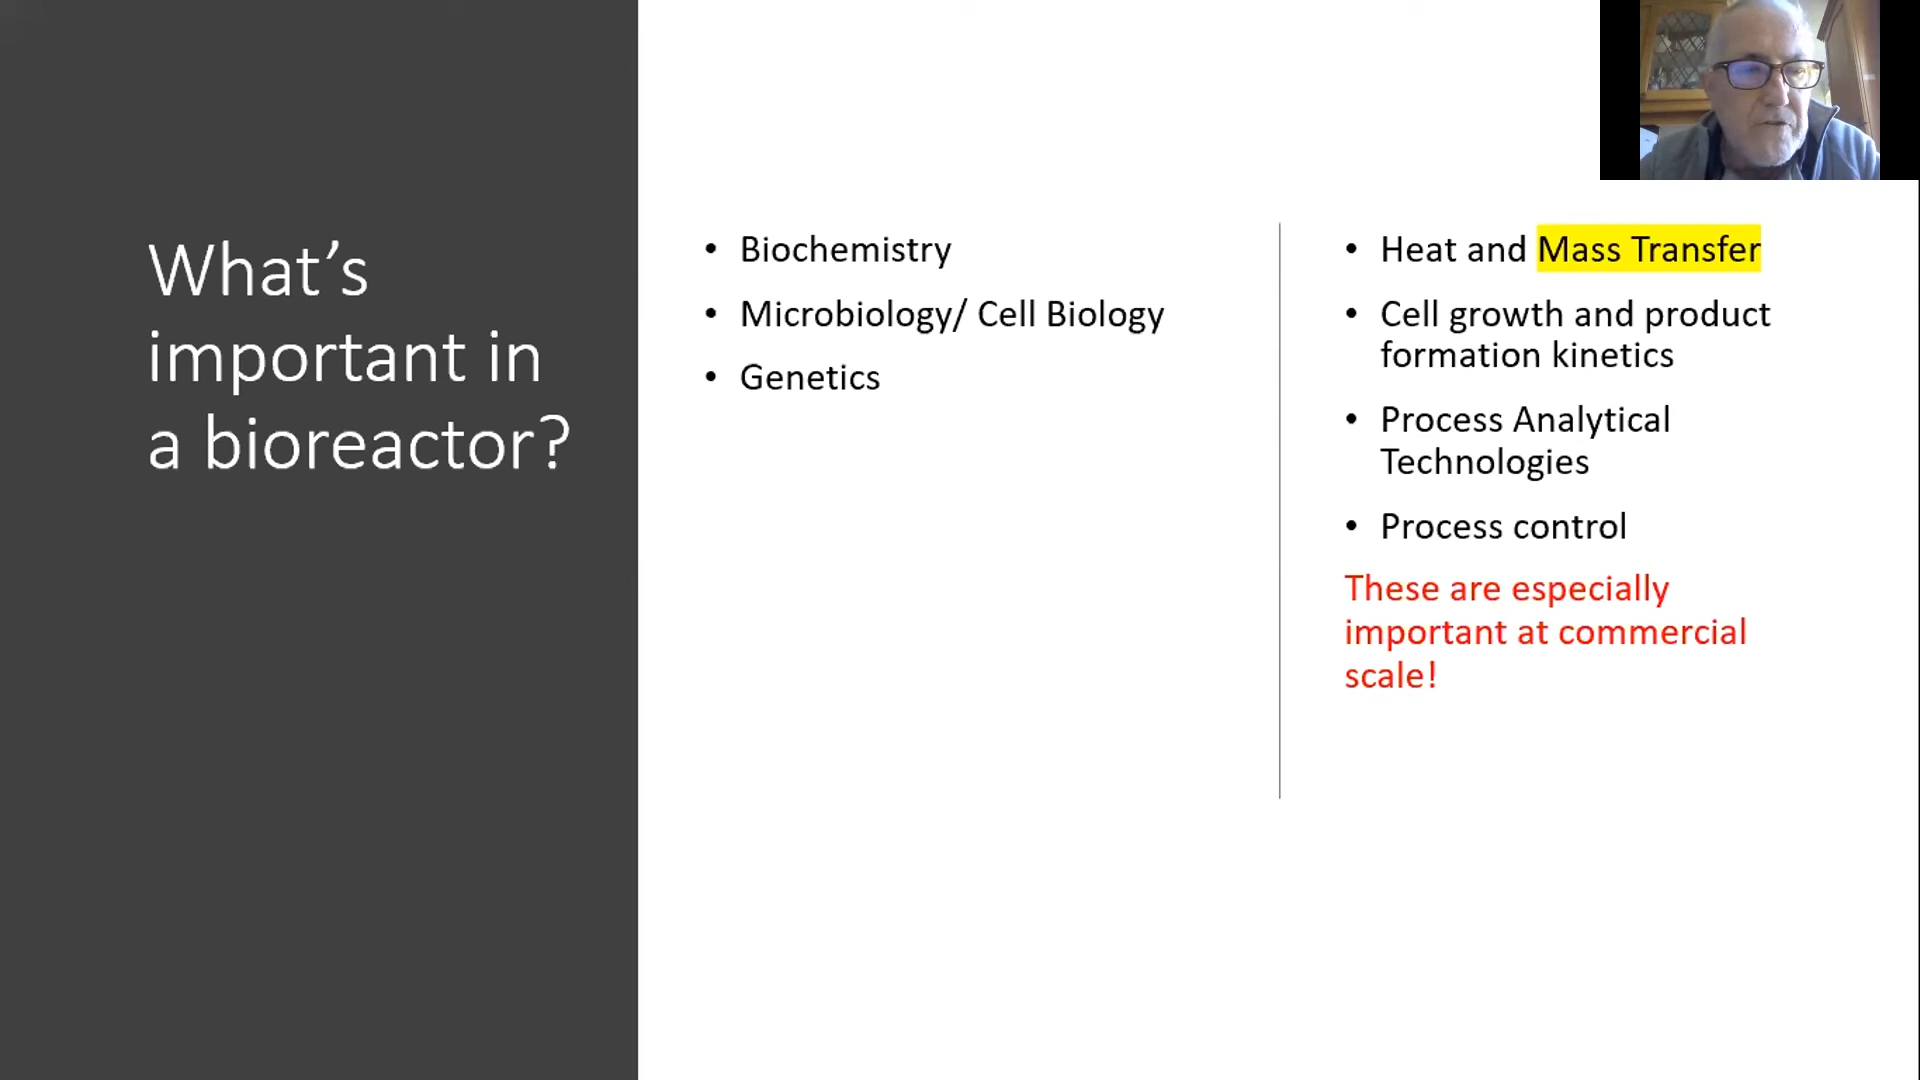 What’s
important in
a bioreactor?
• Biochemistry
• Microbiology/ Cell Biology
• Genetics
• Heat and Mass Transfer
• Cell growth and product
formation kinetics
• Process Analytical
Technologies
• Process control
These are especially
important at commercial
scale!